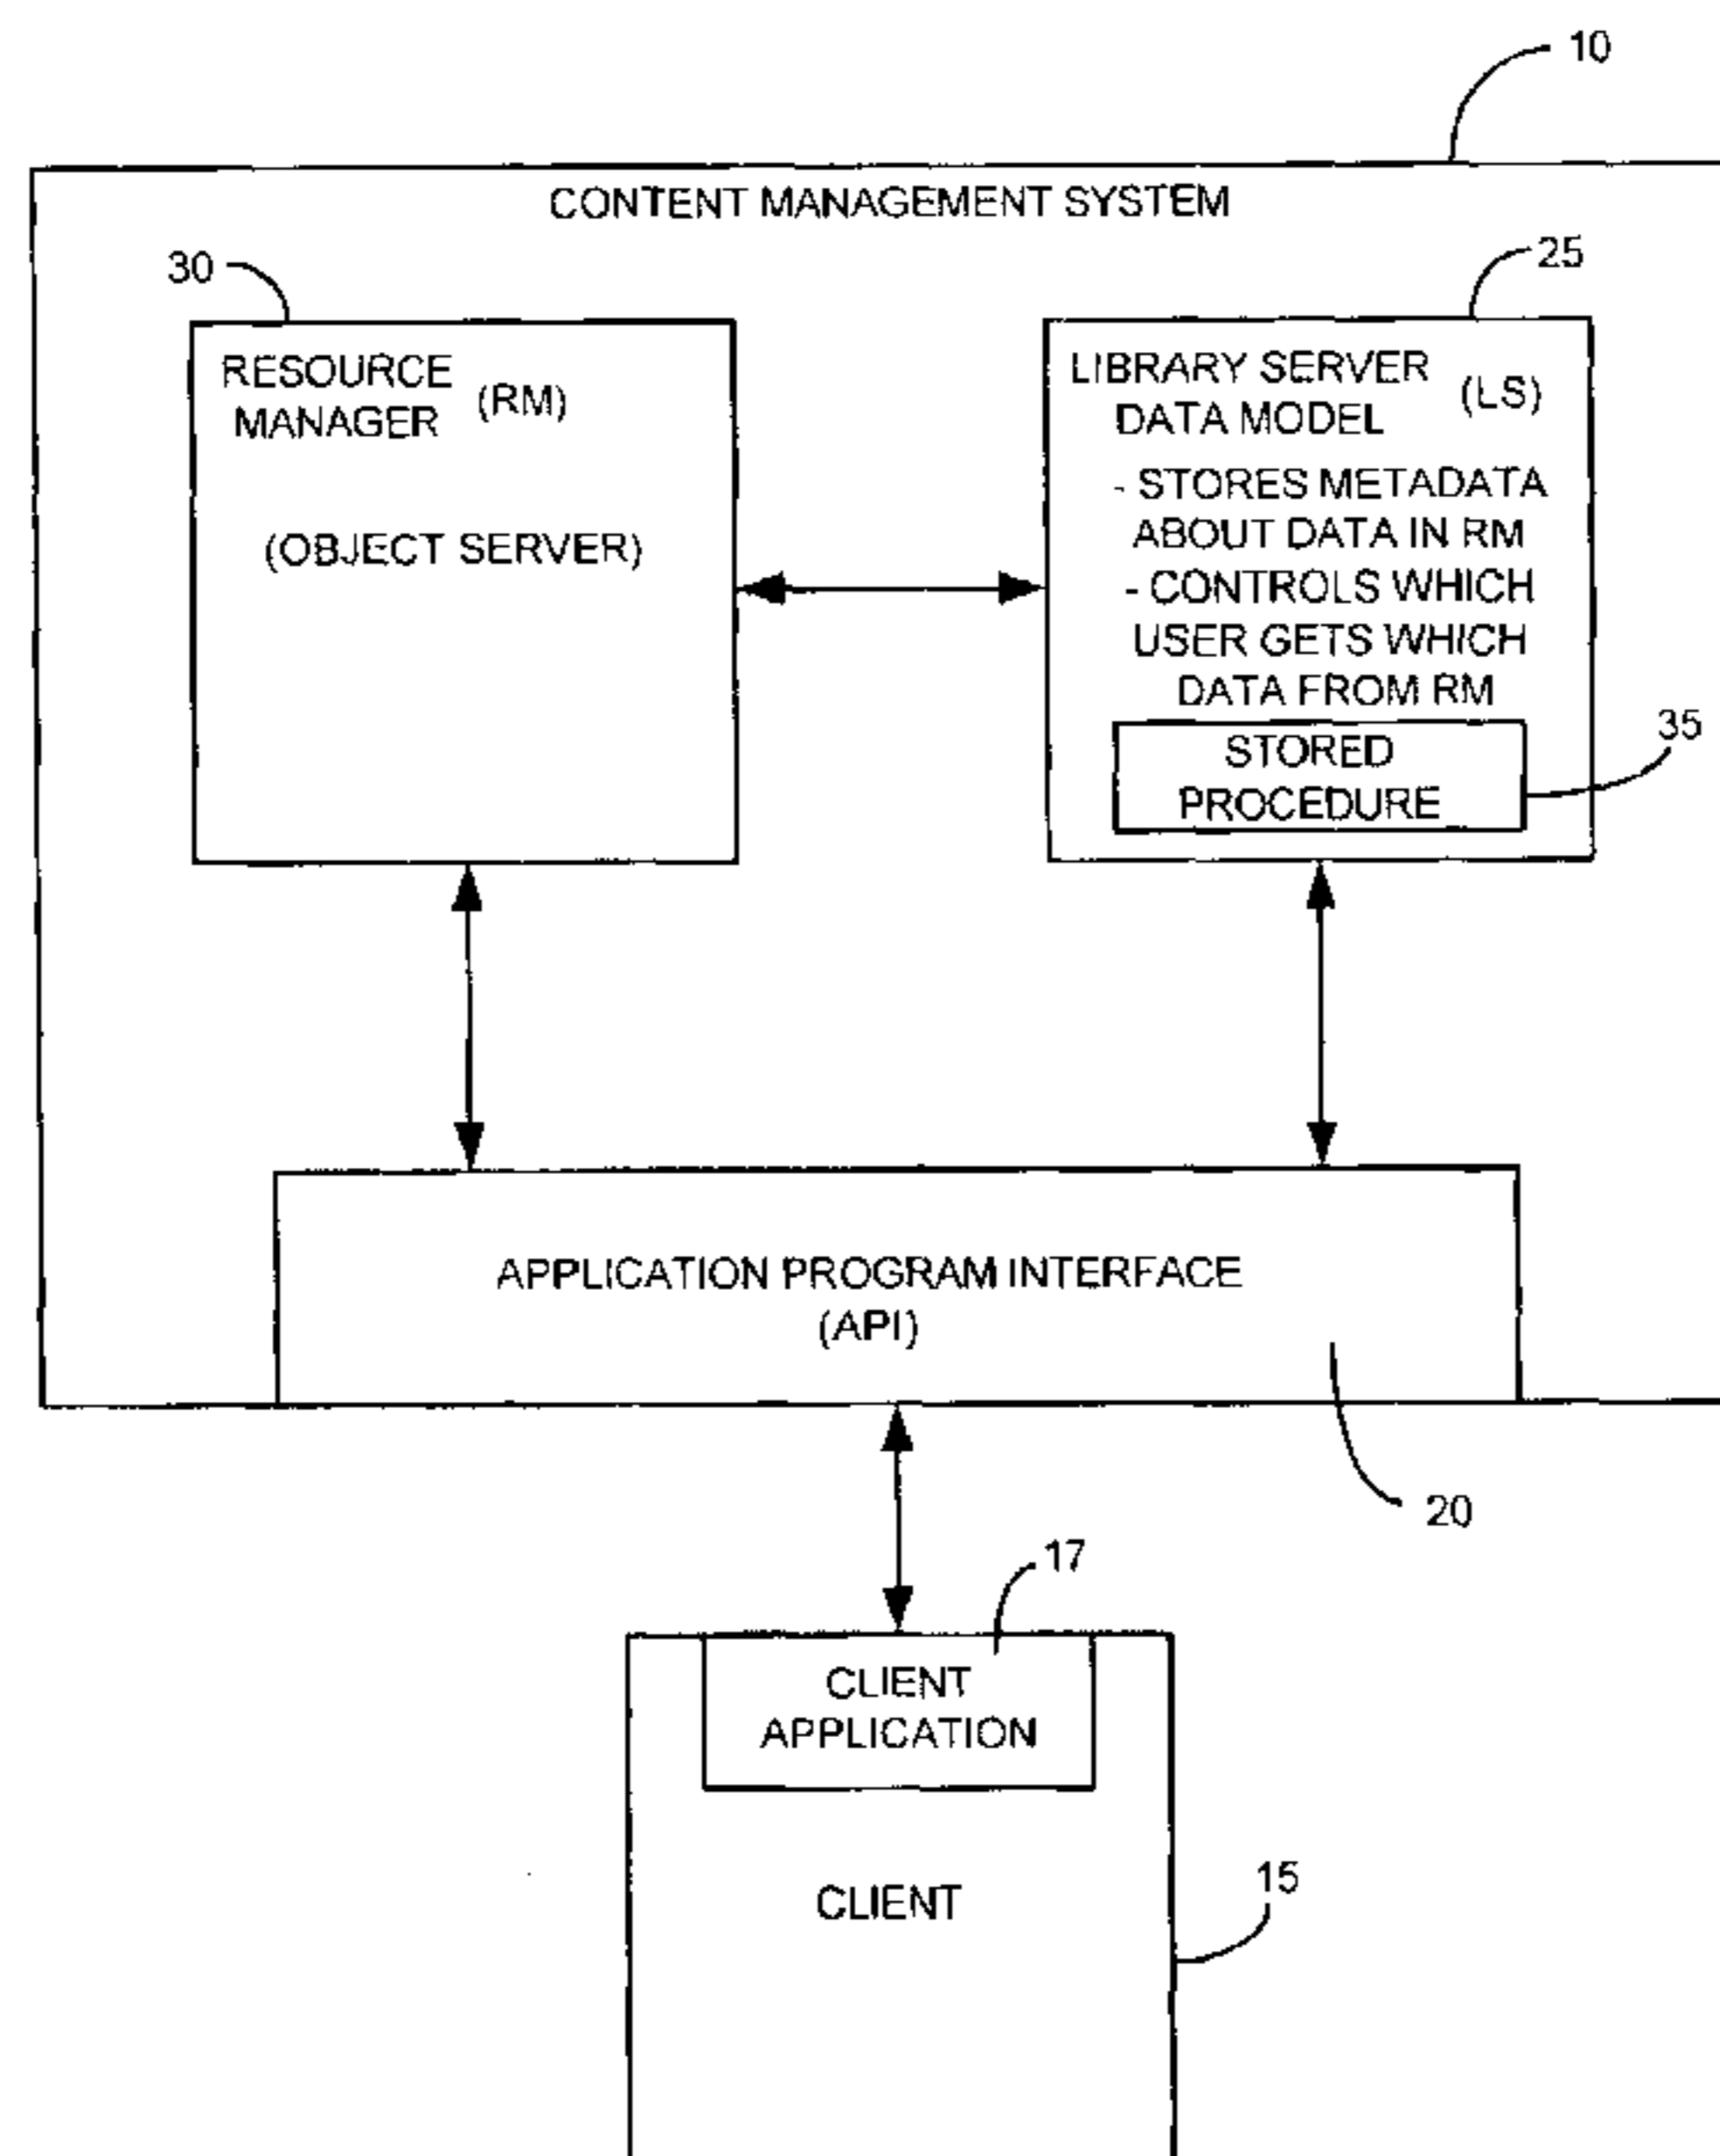 10
CONTENT MANAGEMENT SYSTEM
30
25
RESOURCE
MANAGER
(RM)
(OBJECT SERVER)
LIBRARY SERVER
DATA MODEL
(LS)
- STORES METADATA
ABOUT DATA IN RM
- CONTROLS WHICH
USER GETS WHICH
DATA FROM RM
35
STORED
PROCEDURE
APPLICATION PROGRAM INTERFACE
(API)
20
17
CLIENT
APPLICATION
CLIENT
15